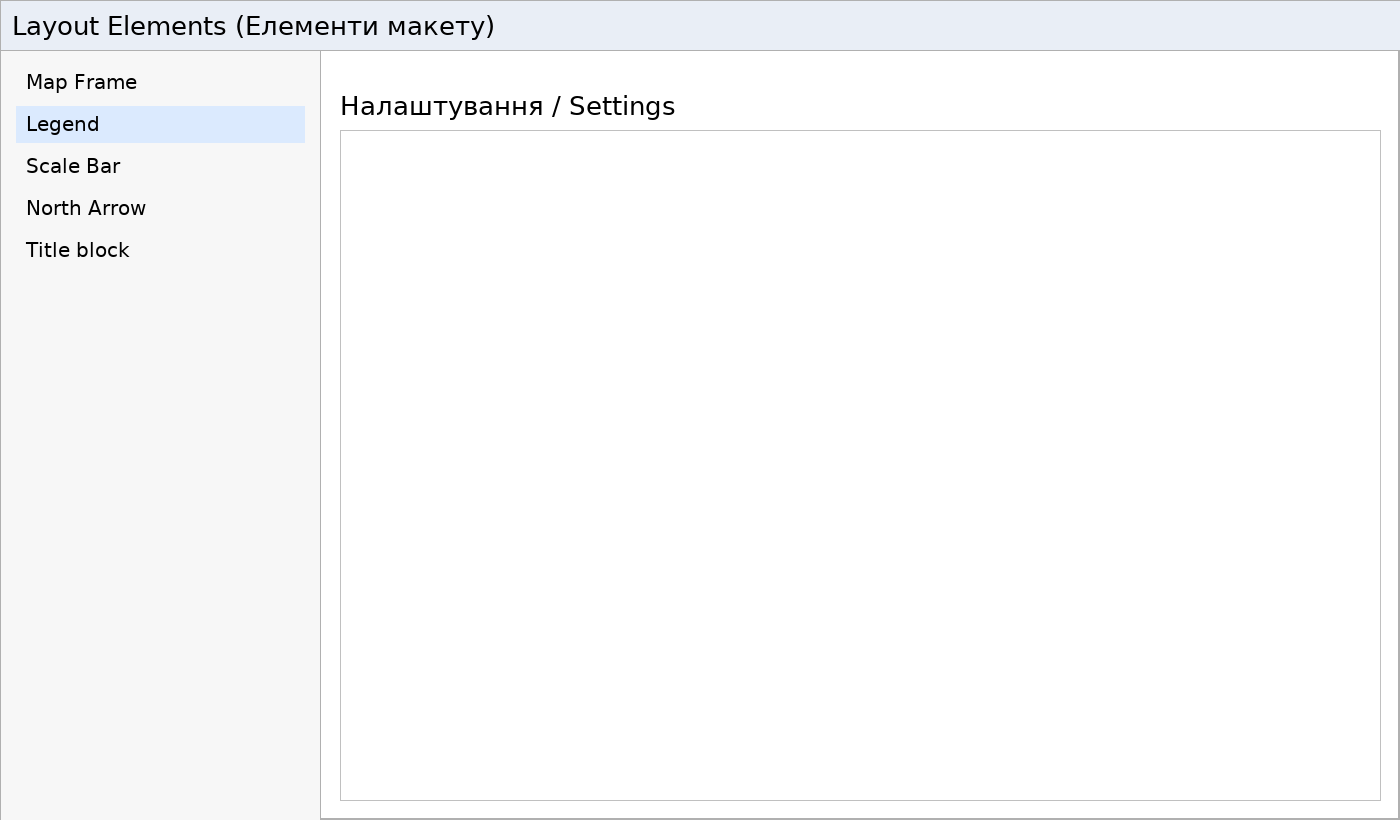 Layout Elements (Елементи макету)
Map Frame
Legend
Scale Bar
North Arrow
Title block
Налаштування / Settings